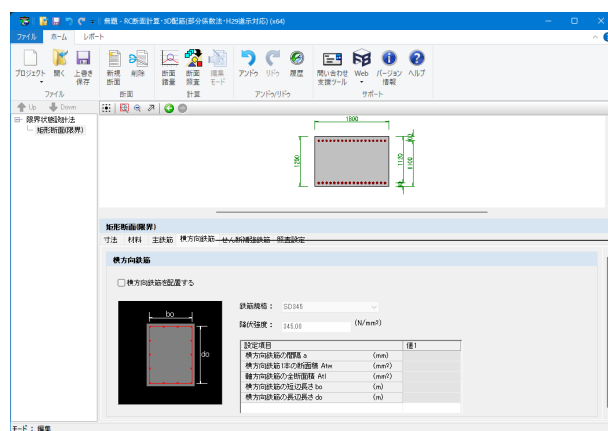 無題 - RC断面計算・3D配筋(部分係数法・H29道示対応) (x64)
ファイル ホーム レポート
プロジェクト 開く 上書き保存 新規断面 削除 断面諸量 断面照査 編集モード アンドゥ リドゥ 履歴 問い合わせ支援ツール Web バージョン情報 ヘルプ
ファイル 断面 計算 アンドゥ/リドゥ サポート
Up Down
限界状態設計法
矩形断面(限界)
1800
1250
1120
1100
矩形断面(限界)
寸法 材料 主鉄筋 横方向鉄筋 せん断補強鉄筋 照査設定
横方向鉄筋
横方向鉄筋を配置する
bo
do
鉄筋規格: SD345
降伏強度: 345.00 (N/mm²)
設定項目 値1
横方向鉄筋の間隔 a (mm)
横方向鉄筋1本の断面積 Atw (mm²)
軸方向鉄筋の全断面積 Atl (mm²)
横方向鉄筋の短辺長さ bo (m)
横方向鉄筋の長辺長さ do (m)
モード: 編集